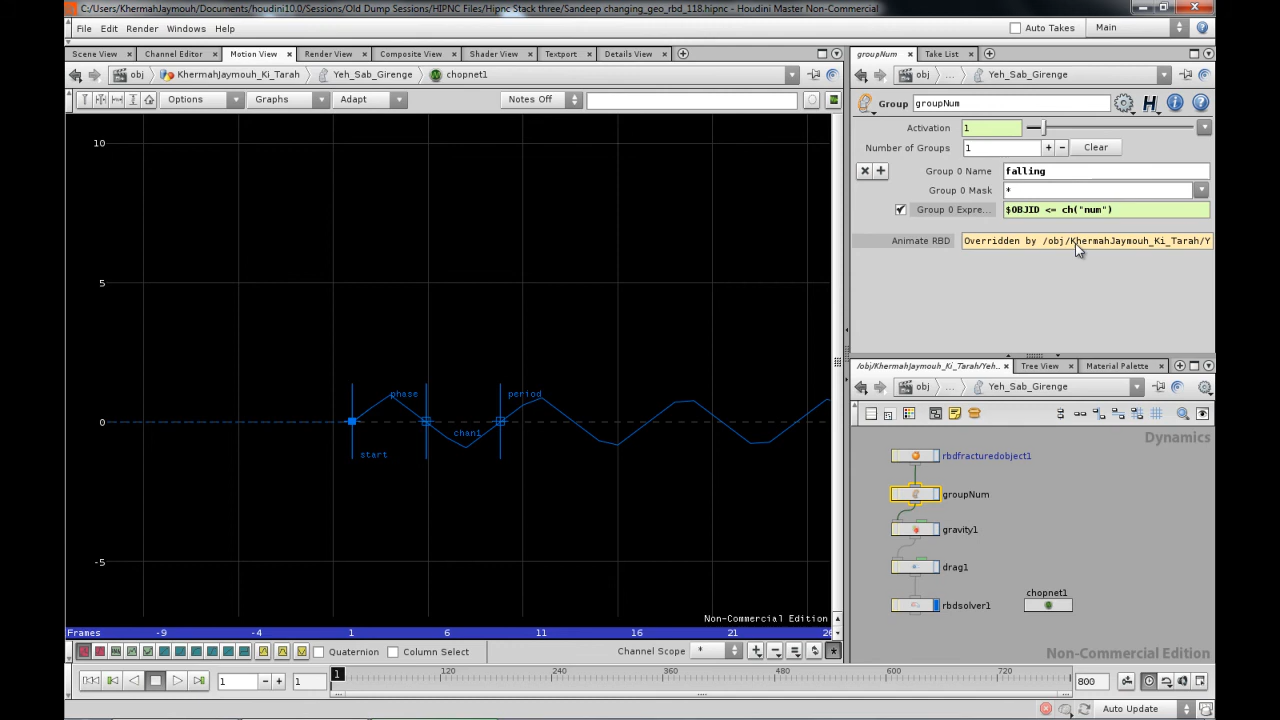 C:/Users/KhermahJaymouh/Documents/houdini10.0/Sessions/Old Dump Sessions/HIPNC Files/Hipnc Stack three/Sandeep changing_geo_rbd_118.hipnc - Houdini Master Non-Commercial
File Edit Render Windows Help
Auto Takes Main
Scene View Channel Editor Motion View Render View Composite View Shader View Textport Details View
groupNum Take List
obj KhermahJaymouh_Ki_Tarah Yeh_Sab_Girenge chopnet1
obj ... Yeh_Sab_Girenge
Options Graphs Adapt Notes Off
Group groupNum
Activation 1
Number of Groups 1 Clear
Group 0 Name falling
Group 0 Mask *
Group 0 Expre... $OBJID <= ch("num")
Animate RBD Overridden by /obj/KhermahJaymouh_Ki_Tarah/Y
10
5
0
-5
phase
period
chan1
start
Non-Commercial Edition
Frames -9 -4 1 6 11 16 21 26
/obj/KhermahJaymouh_Ki_Tarah/Yeh... Tree View Material Palette
obj ... Yeh_Sab_Girenge
Dynamics
rbdfracturedobject1
groupNum
gravity1
drag1
chopnet1
rbdsolver1
Non-Commercial Edition
Quaternion Column Select Channel Scope *
1 1 1 120 240 360 480 600 720 800
Auto Update